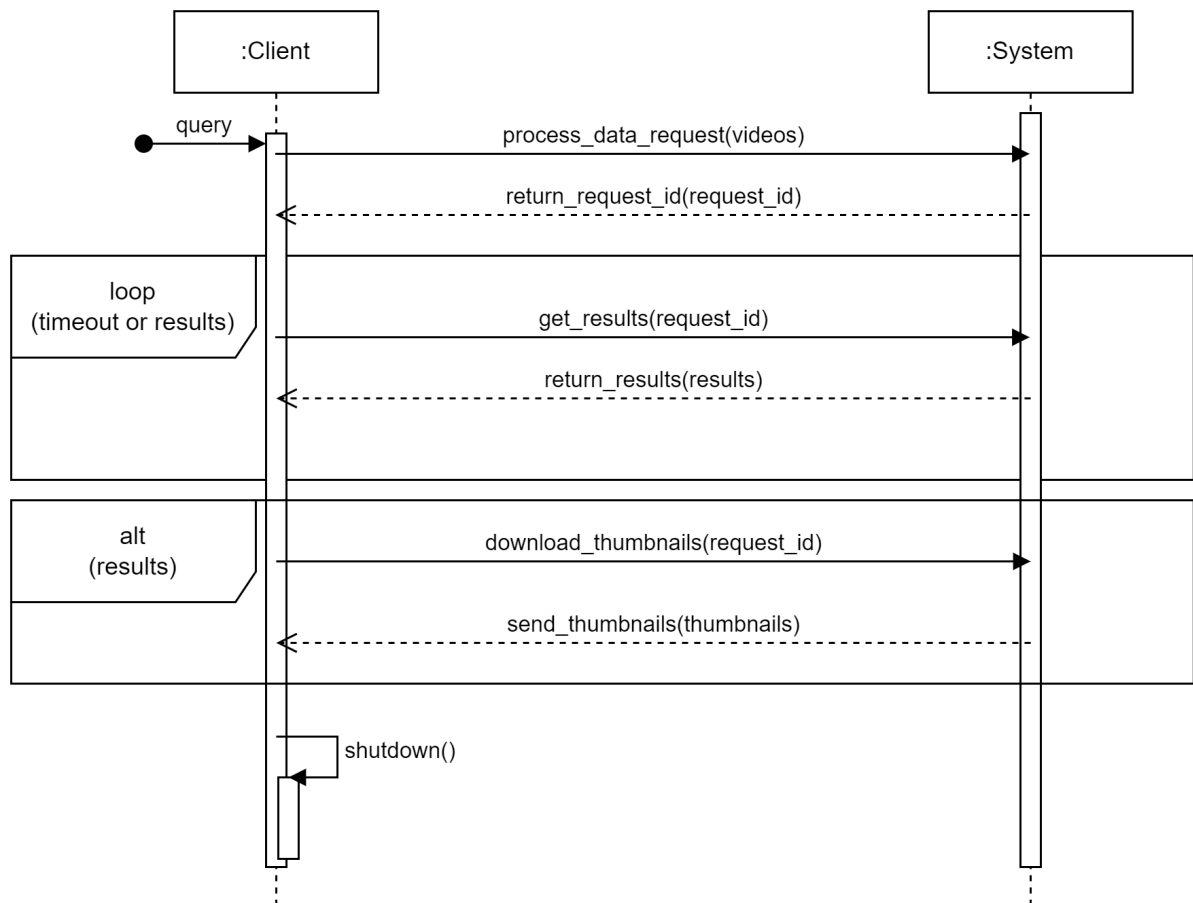 :Client
:System
query
process_data_request(videos)
return_request_id(request_id)
loop
(timeout or results)
get_results(request_id)
return_results(results)
alt
(results)
download_thumbnails(request_id)
send_thumbnails(thumbnails)
shutdown()